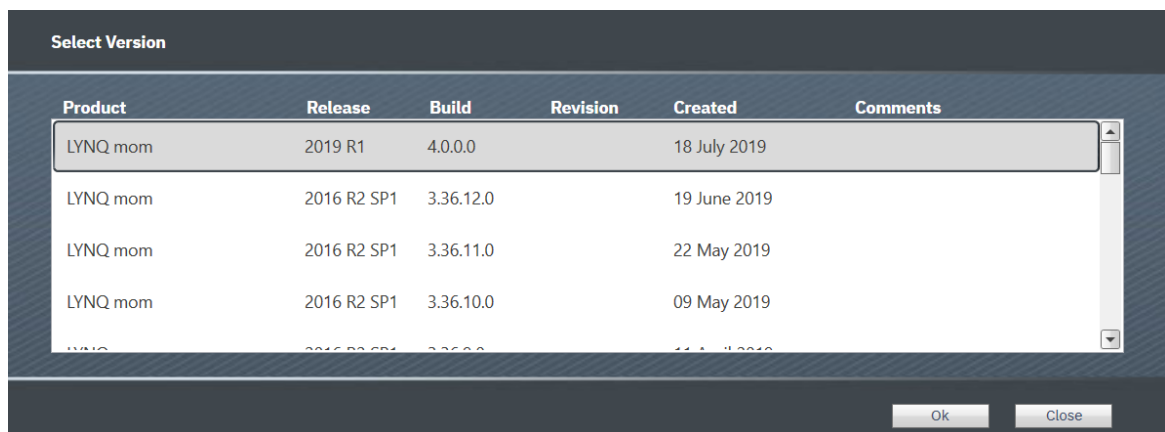 Select Version
Product Release Build Revision Created Comments
LYNQ mom 2019 R1 4.0.0.0 18 July 2019
LYNQ mom 2016 R2 SP1 3.36.12.0 19 June 2019
LYNQ mom 2016 R2 SP1 3.36.11.0 22 May 2019
LYNQ mom 2016 R2 SP1 3.36.10.0 09 May 2019
Ok Close